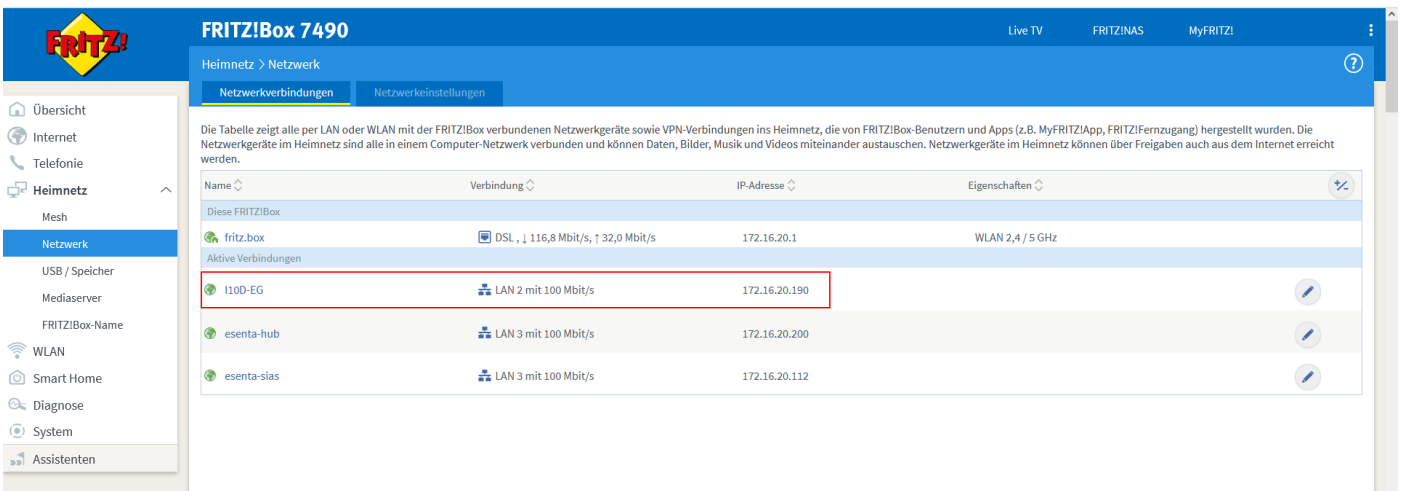 FRITZ!
FRITZ!Box 7490
Live TV
FRITZ!NAS
MyFRITZ!
Heimnetz > Netzwerk
Netzwerkverbindungen
Netzwerkeinstellungen
Übersicht
Internet
Telefonie
Heimnetz
Mesh
Netzwerk
USB / Speicher
Mediaserver
FRITZ!Box-Name
WLAN
Smart Home
Diagnose
System
Assistenten
Die Tabelle zeigt alle per LAN oder WLAN mit der FRITZ!Box verbundenen Netzwerkgeräte sowie VPN-Verbindungen ins Heimnetz, die von FRITZ!Box-Benutzern und Apps (z.B. MyFRITZ!App, FRITZ!Fernzugang) hergestellt wurden. Die
Netzwerkgeräte im Heimnetz sind alle in einem Computer-Netzwerk verbunden und können Daten, Bilder, Musik und Videos miteinander austauschen. Netzwerkgeräte im Heimnetz können über Freigaben auch aus dem Internet erreicht
werden.
Name Verbindung IP-Adresse Eigenschaften +/-
Diese FRITZ!Box
fritz.box DSL , ↓ 116,8 Mbit/s, ↑ 32,0 Mbit/s 172.16.20.1 WLAN 2,4 / 5 GHz
Aktive Verbindungen
I10D-EG LAN 2 mit 100 Mbit/s 172.16.20.190
esenta-hub LAN 3 mit 100 Mbit/s 172.16.20.200
esenta-sias LAN 3 mit 100 Mbit/s 172.16.20.112